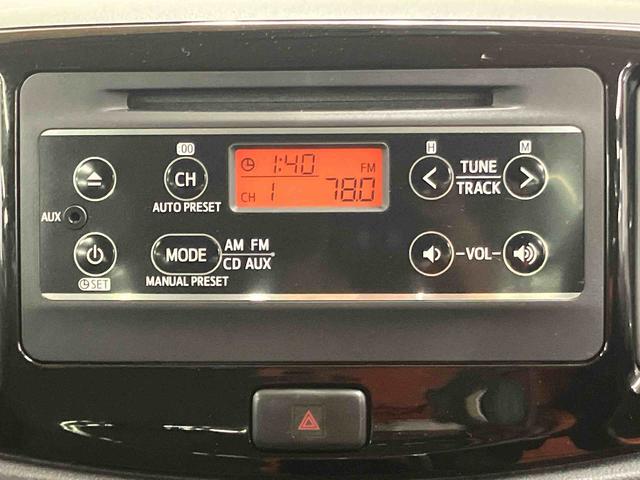 :00
CH
AUTO PRESET
1:40
FM
CH 1 78.0
H
M
TUNE
TRACK
AUX
SET
MODE
AM FM
CD AUX
MANUAL PRESET
VOL